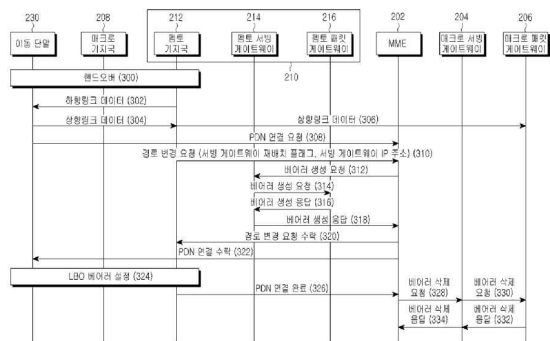 230
208
212
214
216
202
204
206
이동 단말
매크로
기지국
펨토
기지국
펨토 서빙
게이트웨이
펨토 패킷
게이트웨이
MME
매크로 서빙
게이트웨이
매크로 패킷
게이트웨이
210
핸드오버 (300)
하향링크 데이터 (302)
상향링크 데이터 (304)
상향링크 데이터 (306)
PDN 연결 요청 (308)
경로 변경 요청 (서빙 게이트웨이 재배치 플래그, 서빙 게이트웨이 IP 주소) (310)
베어러 생성 요청 (312)
베어러 생성 요청 (314)
베어러 생성 응답 (316)
베어러 생성 응답 (318)
경로 변경 요청 수락 (320)
PDN 연결 수락 (322)
LBO 베어러 설정 (324)
PDN 연결 완료 (326)
베어러 삭제
요청 (328)
베어러 삭제
요청 (330)
베어러 삭제
응답 (334)
베어러 삭제
응답 (332)